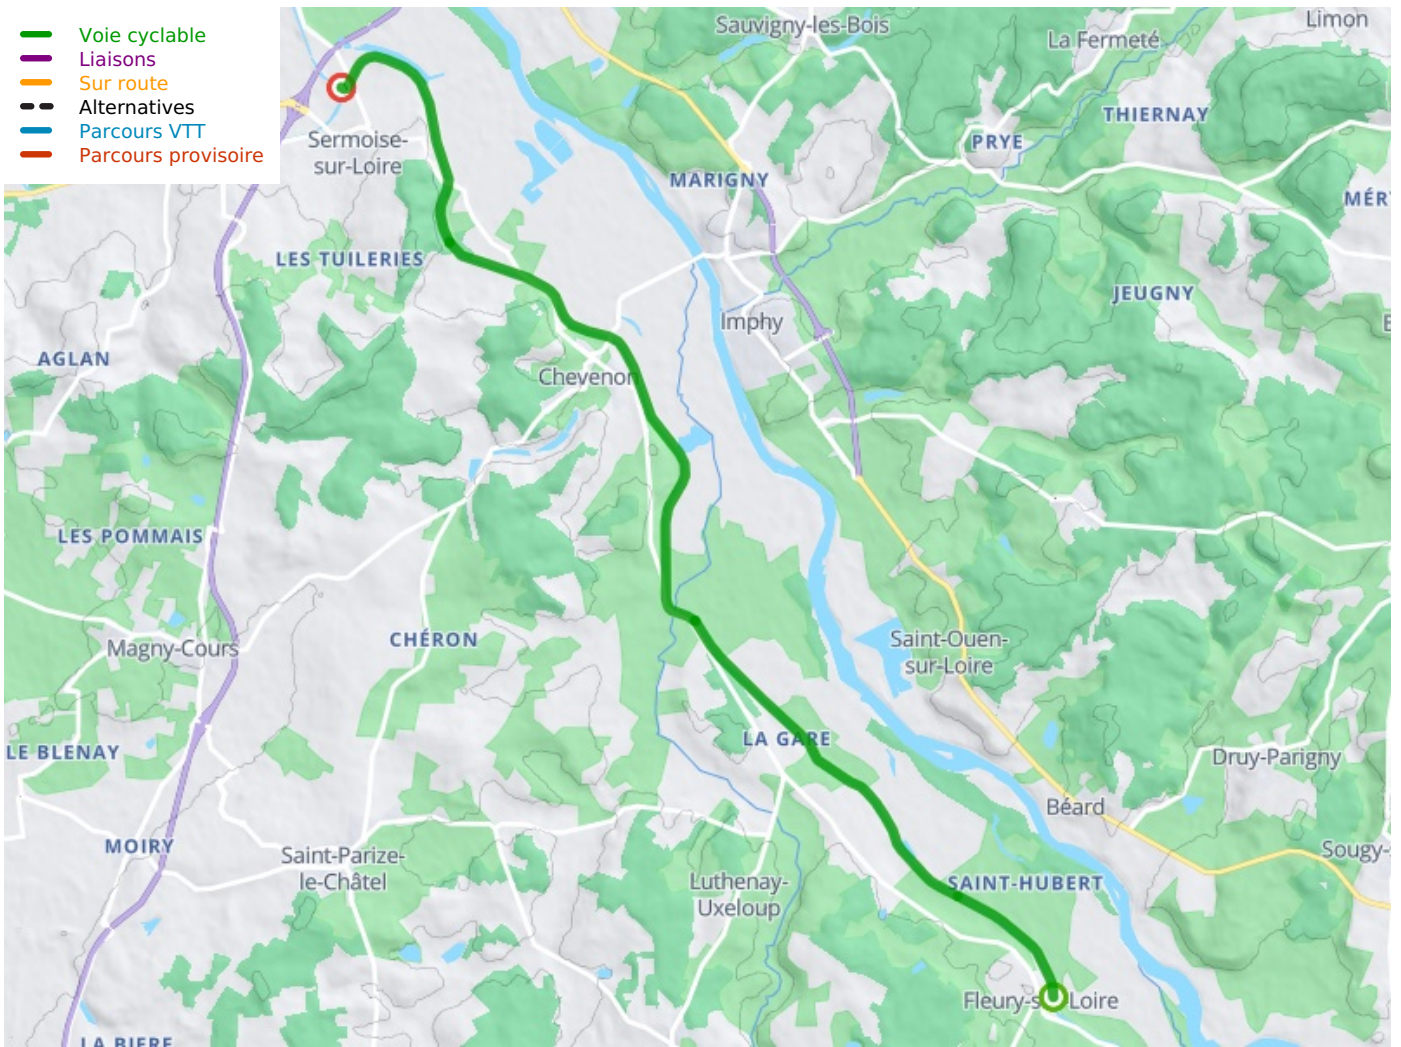 Voie cyclable
Liaisons
Sur route
Alternatives
Parcours VTT
Parcours provisoire
Sauvigny-les-Bois
Limon
La Fermeté
THIERNAY
PRYE
Sermoise-
sur-Loire
MARIGNY
LES TUILERIES
JEUGNY
Imphy
AGLAN
Chevenon
LES POMMAIS
CHÉRON
Magny-Cours
Saint-Ouen-
sur-Loire
LA GARE
LE BLENAY
Druy-Parigny
Béard
MOIRY
Saint-Parize-
le-Châtel
Sougy-
Luthenay-
Uxeloup
SAINT-HUBERT
Loire